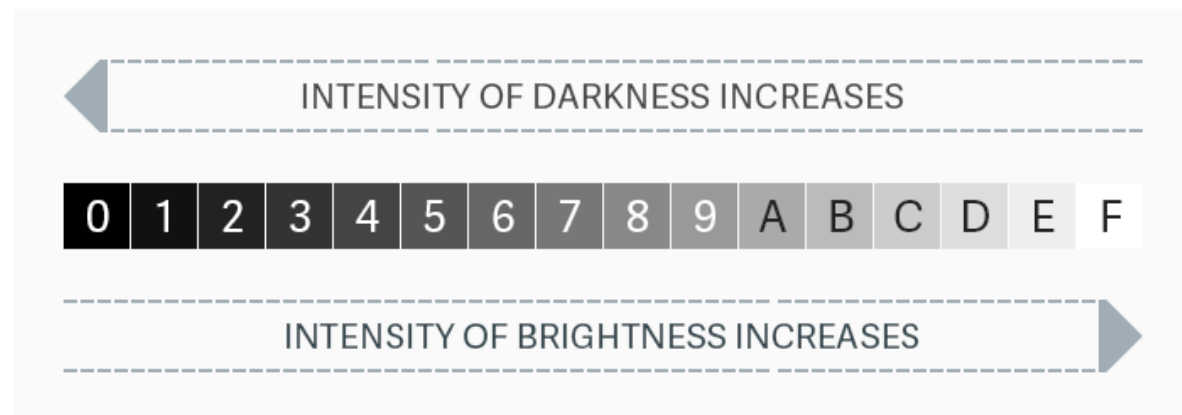 INTENSITY OF DARKNESS INCREASES
0 1 2 3 4 5 6 7 8 9 A B C D E F
INTENSITY OF BRIGHTNESS INCREASES